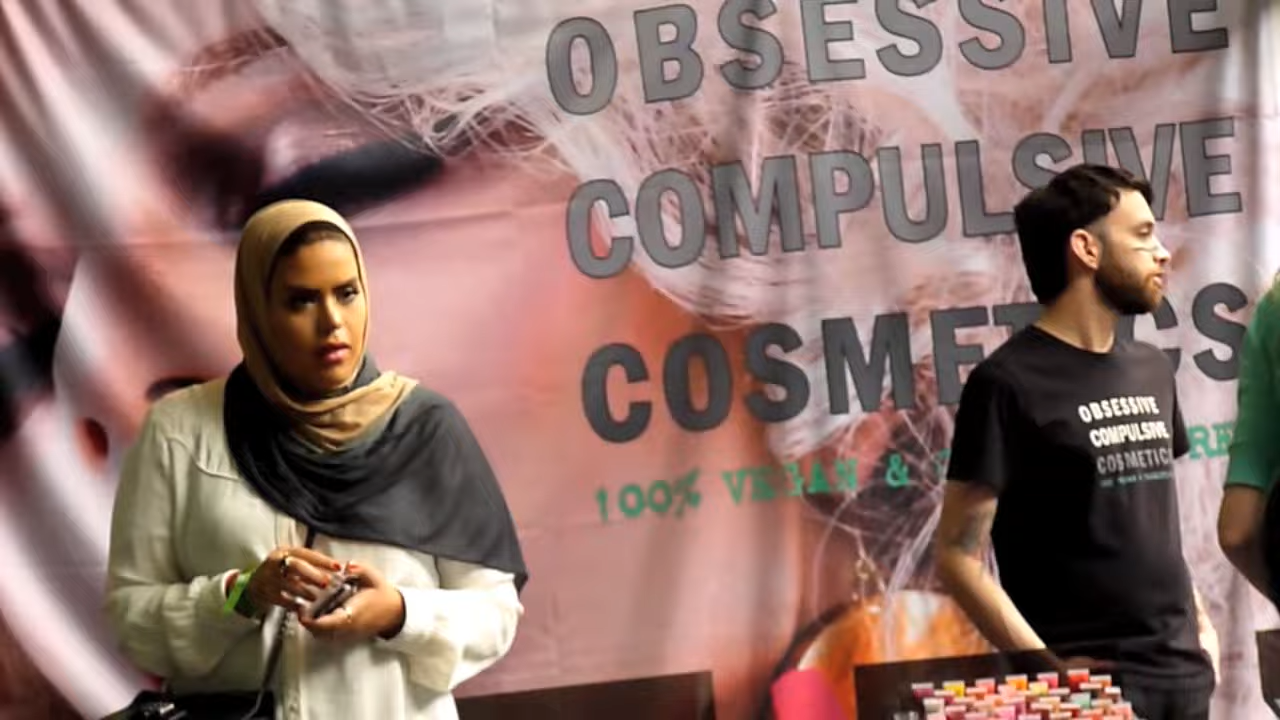 OBSESSIVE
COMPULSIVE
COSMETICS
100% VEGAN &
OBSESSIVE
COMPULSIVE
COSMETICS